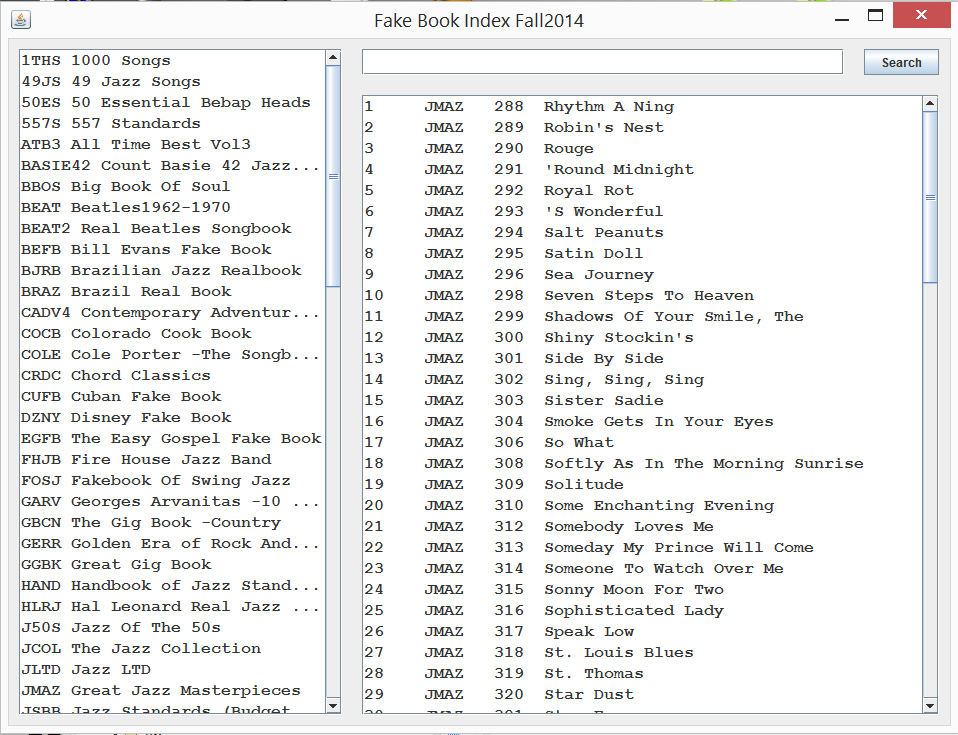 Fake Book Index Fall2014
1THS 1000 Songs
49JS 49 Jazz Songs
50ES 50 Essential Bebap Heads
557S 557 Standards
ATB3 All Time Best Vol3
BASIE42 Count Basie 42 Jazz...
BBOS Big Book Of Soul
BEAT Beatles1962-1970
BEAT2 Real Beatles Songbook
BEFB Bill Evans Fake Book
BJRB Brazilian Jazz Realbook
BRAZ Brazil Real Book
CADV4 Contemporary Adventur...
COCB Colorado Cook Book
COLE Cole Porter -The Songb...
CRDC Chord Classics
CUFB Cuban Fake Book
DZNY Disney Fake Book
EGFB The Easy Gospel Fake Book
FHJB Fire House Jazz Band
FOSJ Fakebook Of Swing Jazz
GARV Georges Arvanitas -10 ...
GBCN The Gig Book -Country
GERR Golden Era of Rock And...
GGBK Great Gig Book
HAND Handbook of Jazz Stand...
HLRJ Hal Leonard Real Jazz ...
J50S Jazz Of The 50s
JCOL The Jazz Collection
JLTD Jazz LTD
JMAZ Great Jazz Masterpieces
JSBB Jazz Standards (Budget
Search
1 JMAZ 288 Rhythm A Ning
2 JMAZ 289 Robin's Nest
3 JMAZ 290 Rouge
4 JMAZ 291 'Round Midnight
5 JMAZ 292 Royal Rot
6 JMAZ 293 'S Wonderful
7 JMAZ 294 Salt Peanuts
8 JMAZ 295 Satin Doll
9 JMAZ 296 Sea Journey
10 JMAZ 298 Seven Steps To Heaven
11 JMAZ 299 Shadows Of Your Smile, The
12 JMAZ 300 Shiny Stockin's
13 JMAZ 301 Side By Side
14 JMAZ 302 Sing, Sing, Sing
15 JMAZ 303 Sister Sadie
16 JMAZ 304 Smoke Gets In Your Eyes
17 JMAZ 306 So What
18 JMAZ 308 Softly As In The Morning Sunrise
19 JMAZ 309 Solitude
20 JMAZ 310 Some Enchanting Evening
21 JMAZ 312 Somebody Loves Me
22 JMAZ 313 Someday My Prince Will Come
23 JMAZ 314 Someone To Watch Over Me
24 JMAZ 315 Sonny Moon For Two
25 JMAZ 316 Sophisticated Lady
26 JMAZ 317 Speak Low
27 JMAZ 318 St. Louis Blues
28 JMAZ 319 St. Thomas
29 JMAZ 320 Star Dust